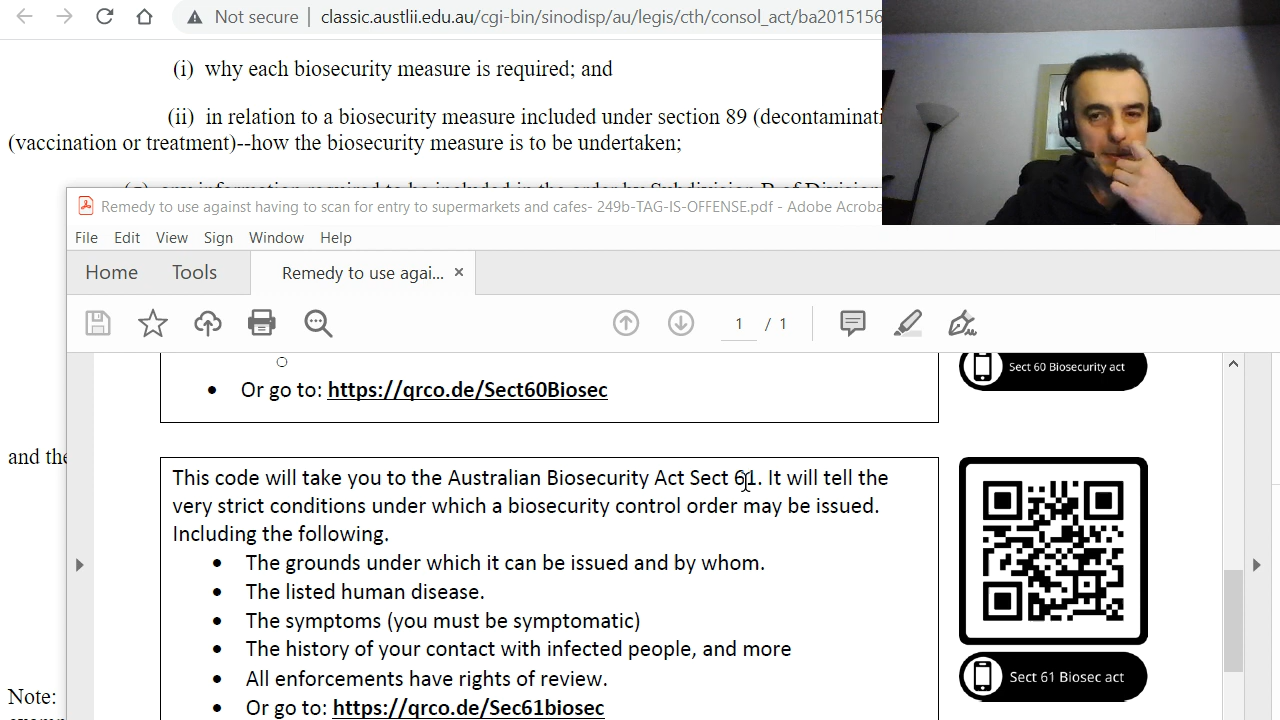 Not secure
classic.austlii.edu.au/cgi-bin/sinodisp/au/legis/cth/consol_act/ba2015156
(i) why each biosecurity measure is required; and
(ii) in relation to a biosecurity measure included under section 89 (decontaminati
(vaccination or treatment)--how the biosecurity measure is to be undertaken;
Remedy to use against having to scan for entry to supermarkets and cafes- 249b-TAG-IS-OFFENSE.pdf - Adobe Acroba
File Edit View Sign Window Help
Home Tools Remedy to use agai... ×
1 / 1
Sect 60 Biosecurity act
• Or go to: https://qrco.de/Sect60Biosec
and the
This code will take you to the Australian Biosecurity Act Sect 61. It will tell the
very strict conditions under which a biosecurity control order may be issued.
Including the following.
• The grounds under which it can be issued and by whom.
• The listed human disease.
• The symptoms (you must be symptomatic)
• The history of your contact with infected people, and more
• All enforcements have rights of review.
• Or go to: https://qrco.de/Sec61biosec
Sect 61 Biosec act
Note: